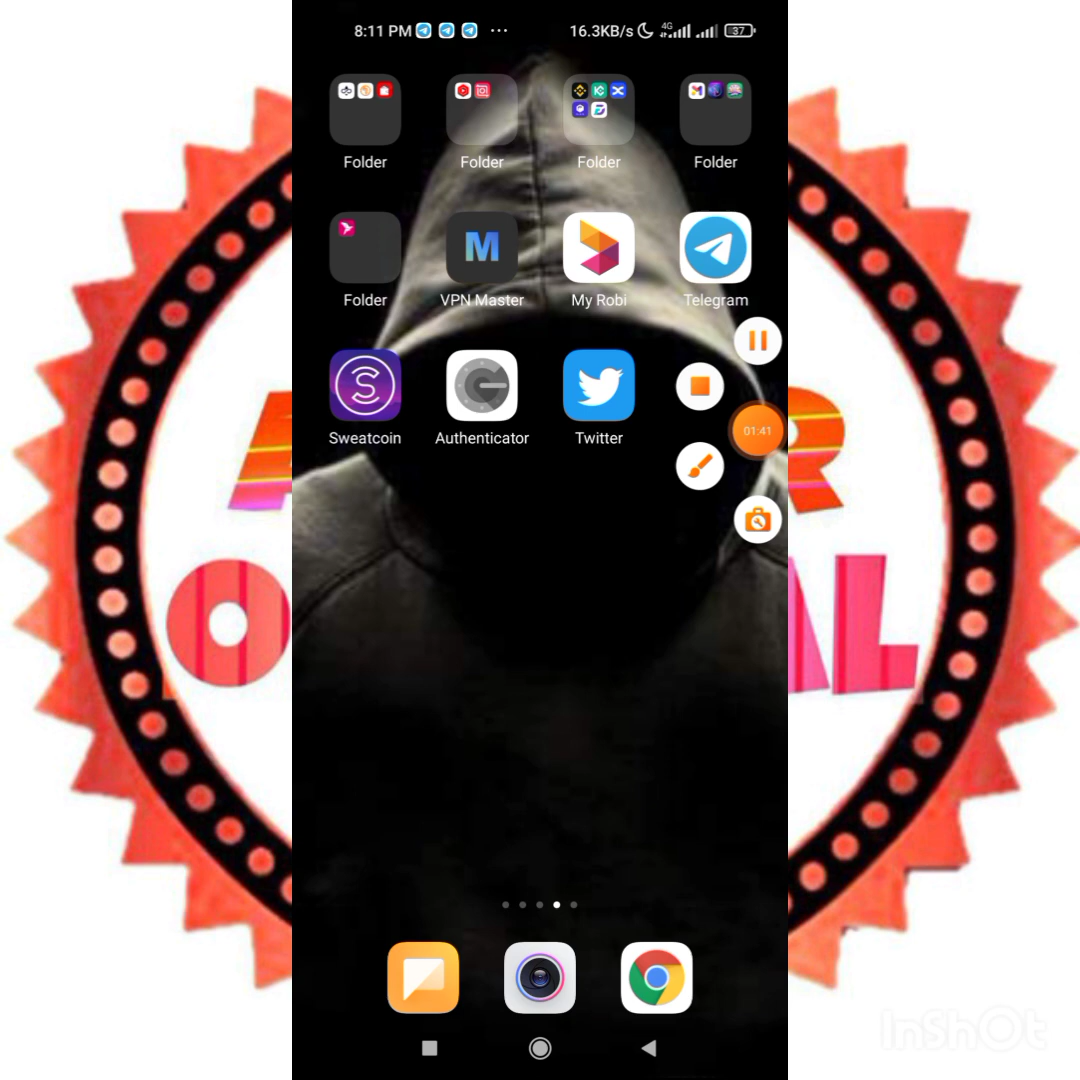 8:11 PM ... 16.3KB/s 4G 37
Folder Folder Folder Folder
Folder VPN Master My Robi Telegram
01:41
Sweatcoin Authenticator Twitter
InShOt